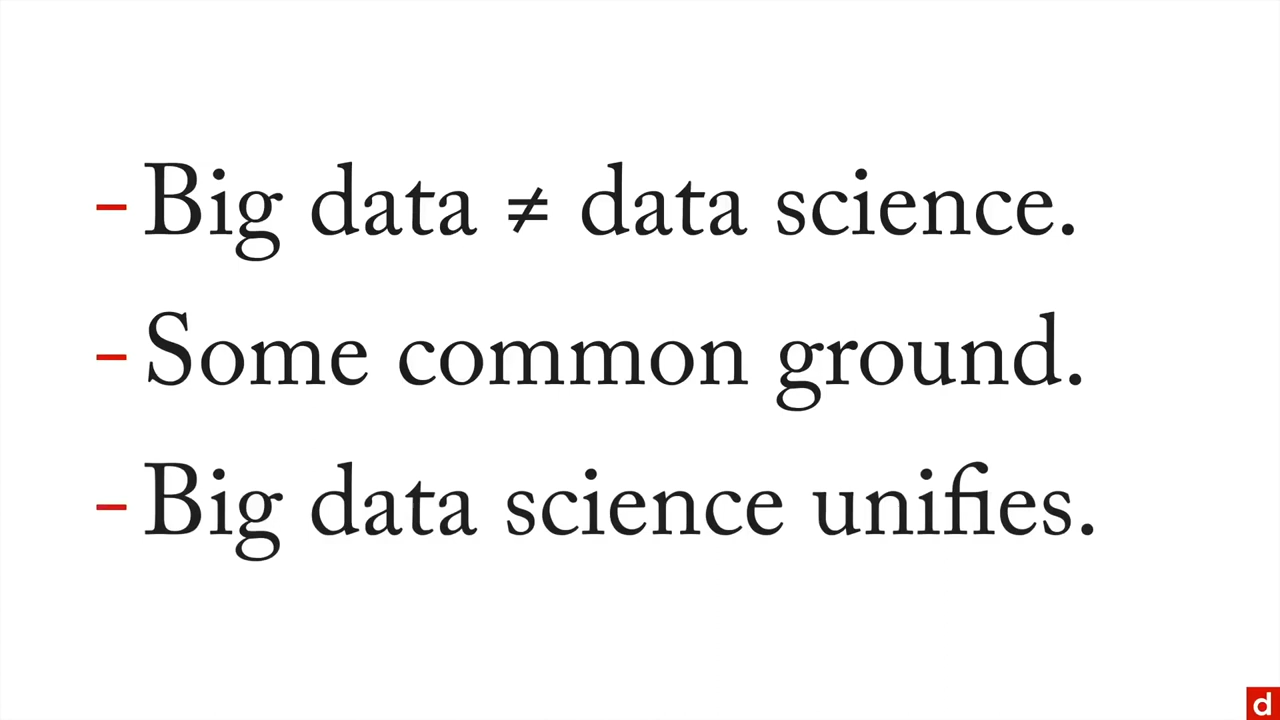 - Big data ≠ data science.
- Some common ground.
- Big data science unifies.
d